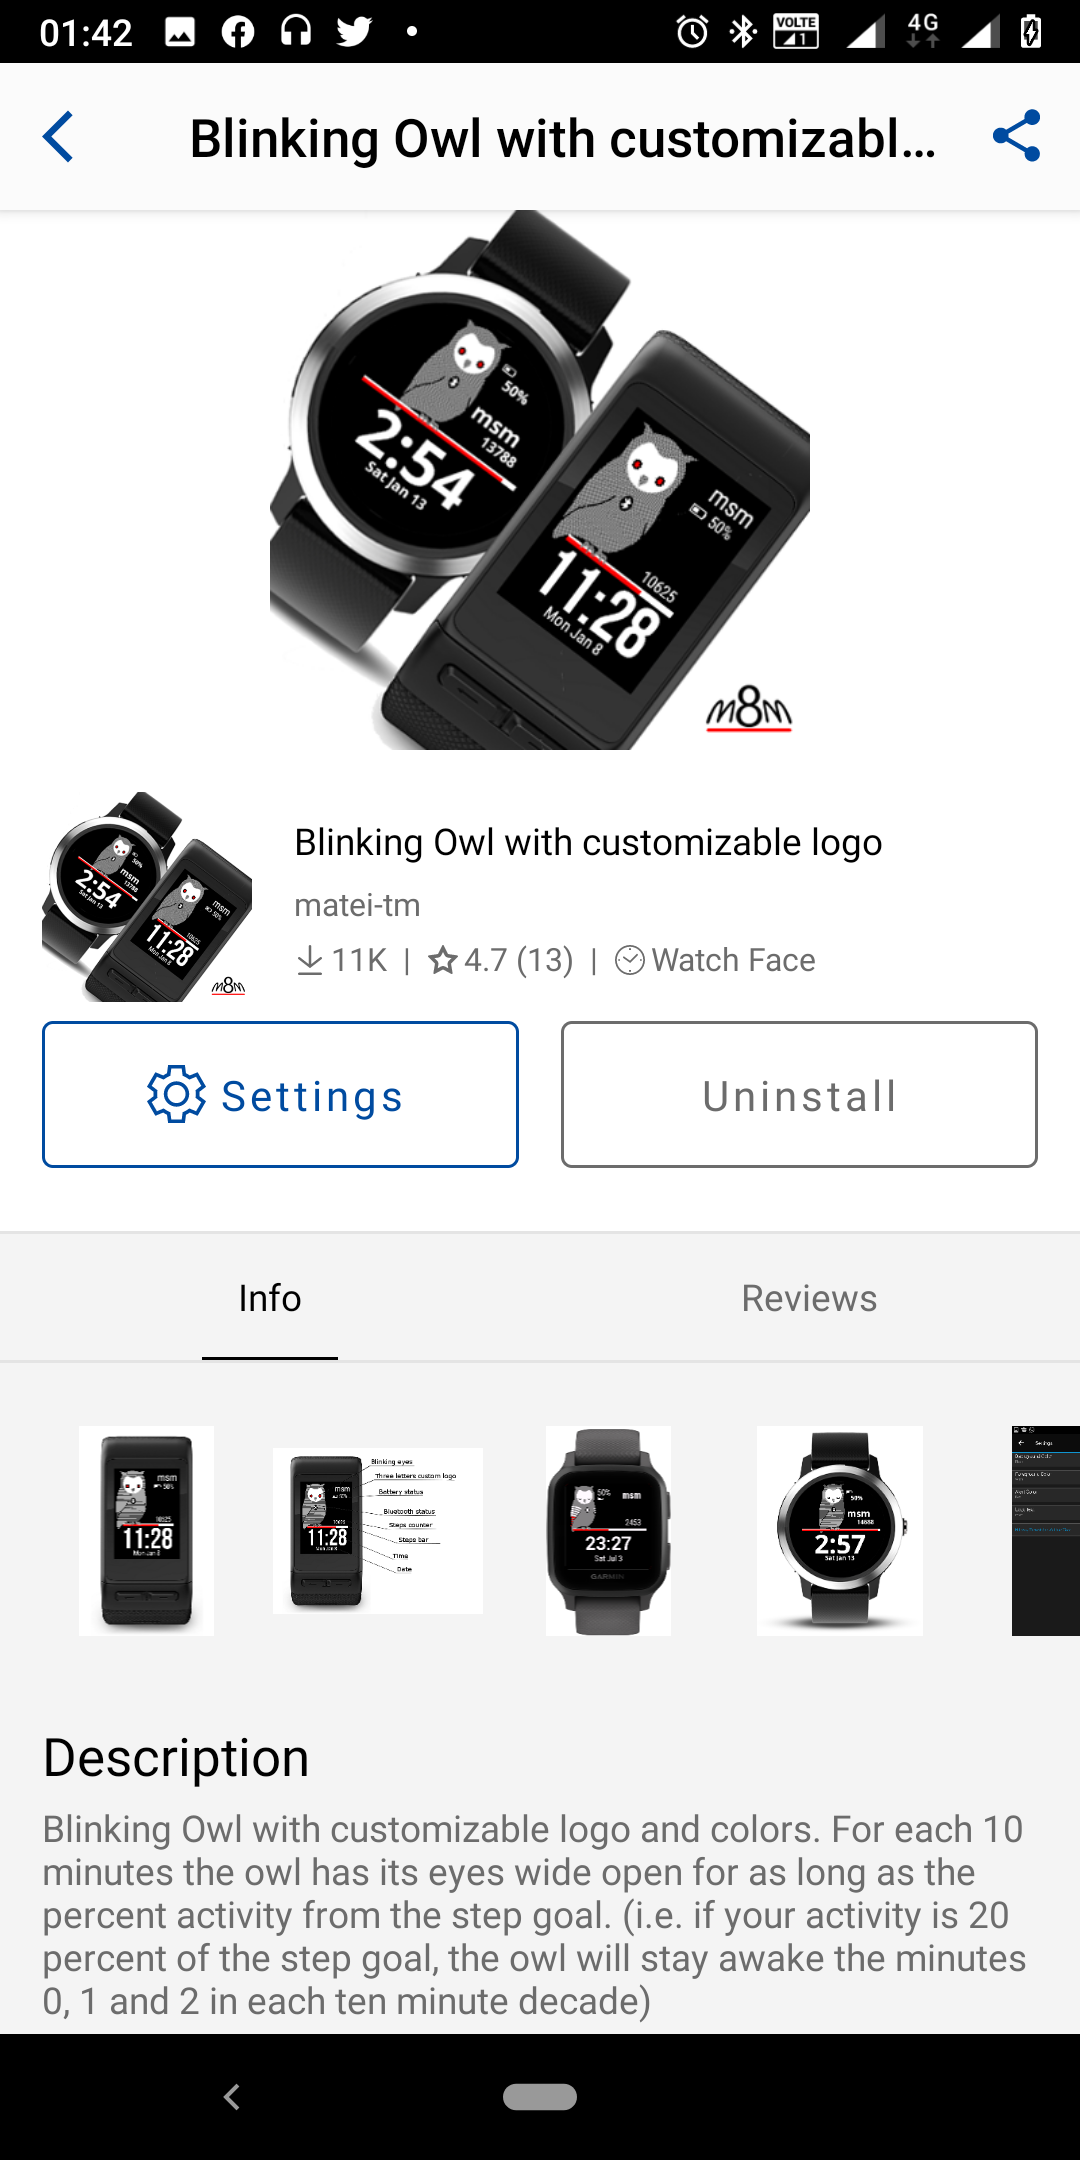 01:42
VOLTE
1
4G
Blinking Owl with customizabl...
50%
msm
13788
2:54
Sat Jan 13
msm
50%
10625
11:28
Mon Jan 8
m8m
Blinking Owl with customizable logo
matei-tm
11K | 4.7 (13) | Watch Face
Settings
Uninstall
Info
Reviews
msm
50%
10625
11:28
Mon Jan 8
Blinking eyes
Three letters custom logo
Battery status
Bluetooth status
Steps counter
Steps bar
Time
Date
msm
11:28
50%
msm
2453
23:27
Sat Jul 3
GARMIN
50%
msm
14688
2:57
Sat Jan 13
Settings
Description
Blinking Owl with customizable logo and colors. For each 10
minutes the owl has its eyes wide open for as long as the
percent activity from the step goal. (i.e. if your activity is 20
percent of the step goal, the owl will stay awake the minutes
0, 1 and 2 in each ten minute decade)